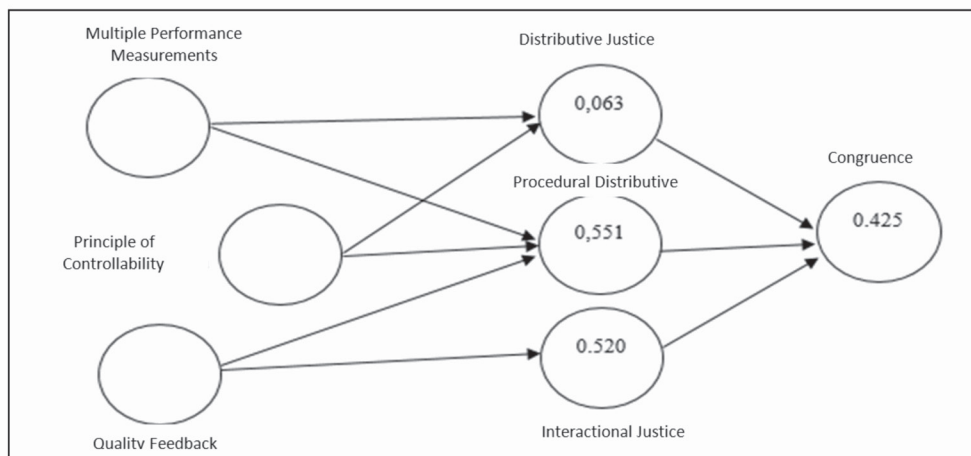 Multiple Performance
Measurements
Distributive Justice
0,063
Congruence
0.425
Procedural Distributive
0,551
Principle of
Controllability
0.520
Interactional Justice
Quality Feedback